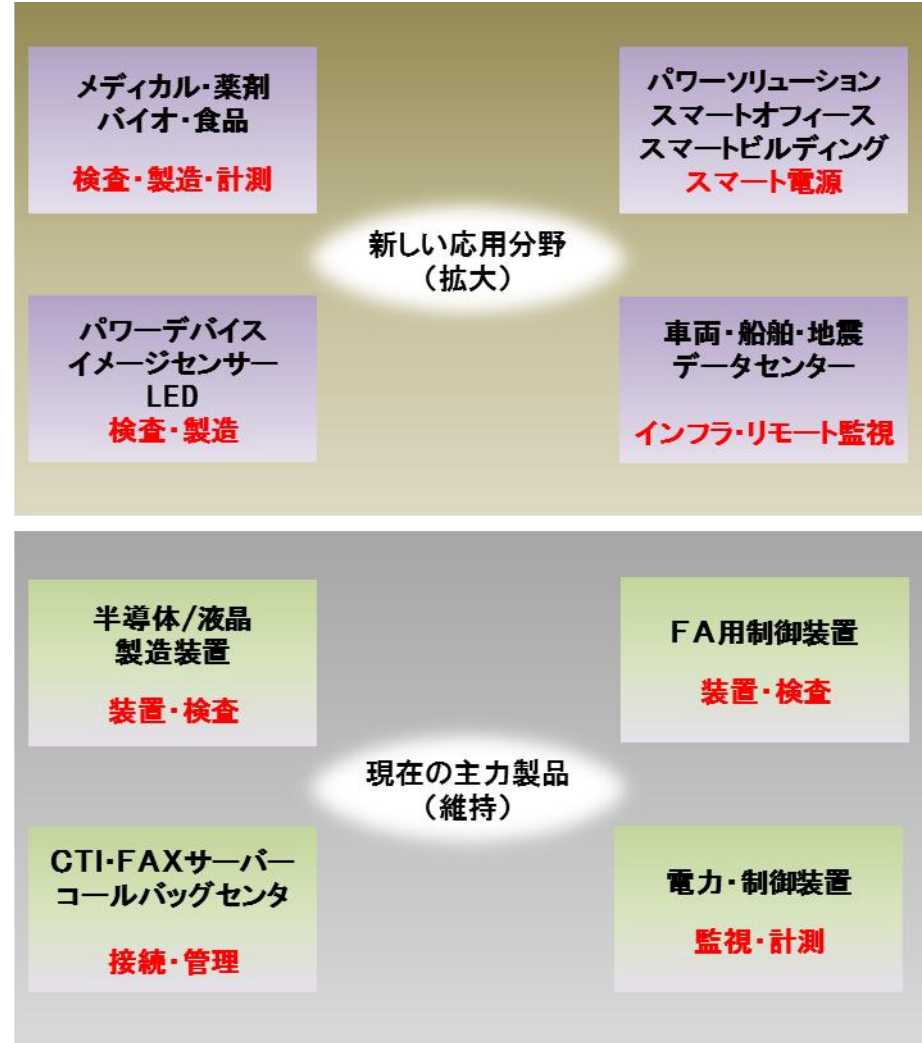 メディカル・薬剤
バイオ・食品
検査・製造・計測
パワーソリューション
スマートオフィース
スマートビルディング
スマート電源
新しい応用分野
（拡大）
パワーデバイス
イメージセンサー
LED
検査・製造
車両・船舶・地震
データセンター
インフラ・リモート監視
半導体/液晶
製造装置
装置・検査
ＦＡ用制御装置
装置・検査
現在の主力製品
（維持）
CTI・FAXサーバー
コールバッグセンタ
接続・管理
電力・制御装置
監視・計測